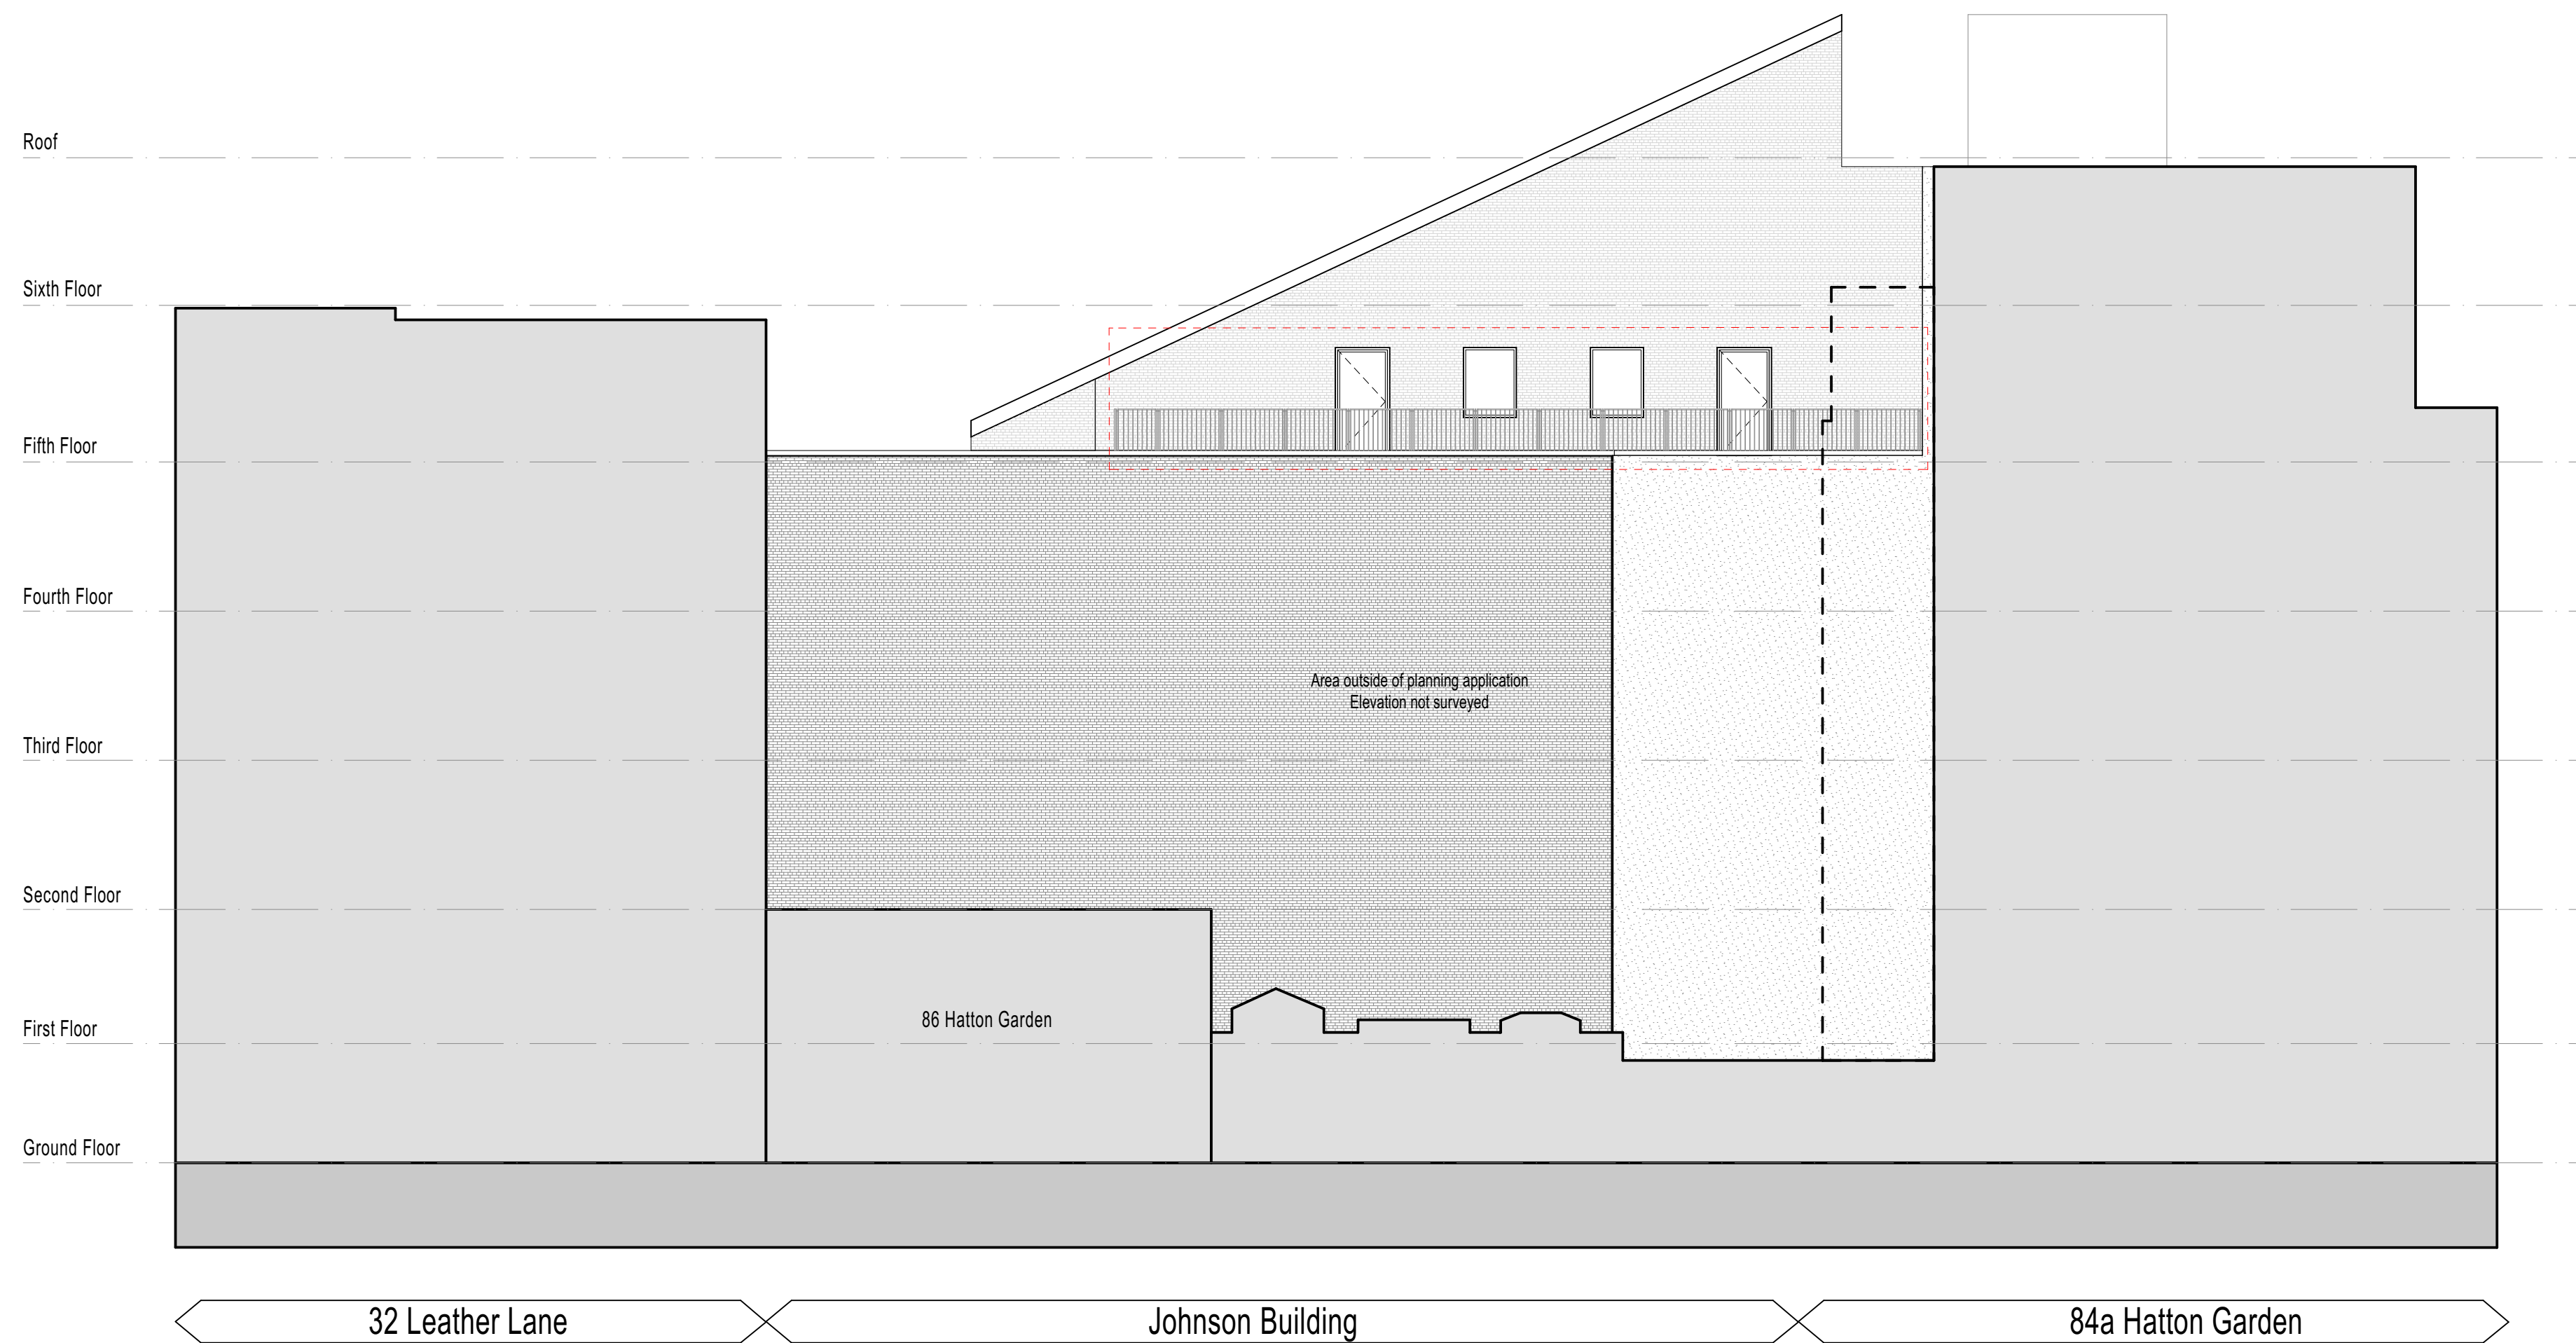 Roof
Sixth Floor
Fifth Floor
Fourth Floor
Area outside of planning application
Elevation not surveyed
Third Floor
Second Floor
86 Hatton Garden
First Floor
Ground Floor
32 Leather Lane
Johnson Building
84a Hatton Garden